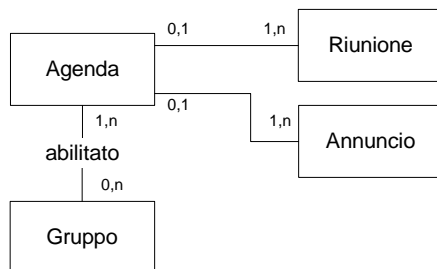 0,1
1,n
Riunione
Agenda
0,1
1,n
1,n
Annuncio
abilitato
0,n
Gruppo